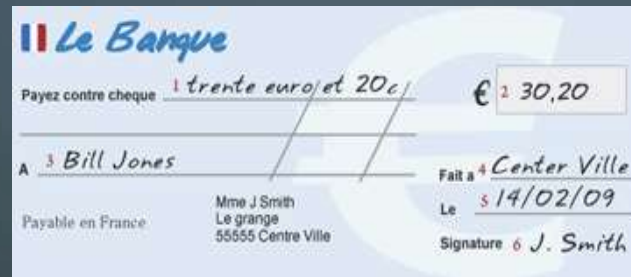 Le Banque
Payez contre cheque 1 trente euro et 20c
€ 2 30,20
A 3 Bill Jones
Fait a 4 Center Ville
Le 5 14/02/09
Payable en France
Mme J Smith
Le grange
55555 Centre Ville
Signature 6 J. Smith